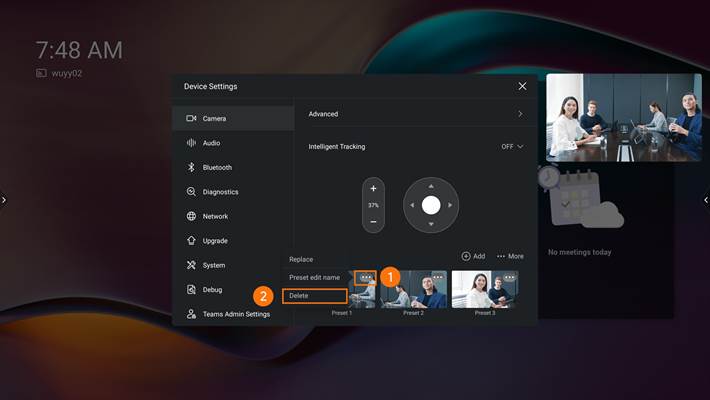 7:48 AM
wuyy02
Device Settings
Camera
Audio
Bluetooth
Diagnostics
Network
Upgrade
System
Debug
Teams Admin Settings
Advanced
Intelligent Tracking
OFF
37%
Add
More
Replace
Preset edit name
Delete
1
2
Preset 1
Preset 2
Preset 3
No meetings today